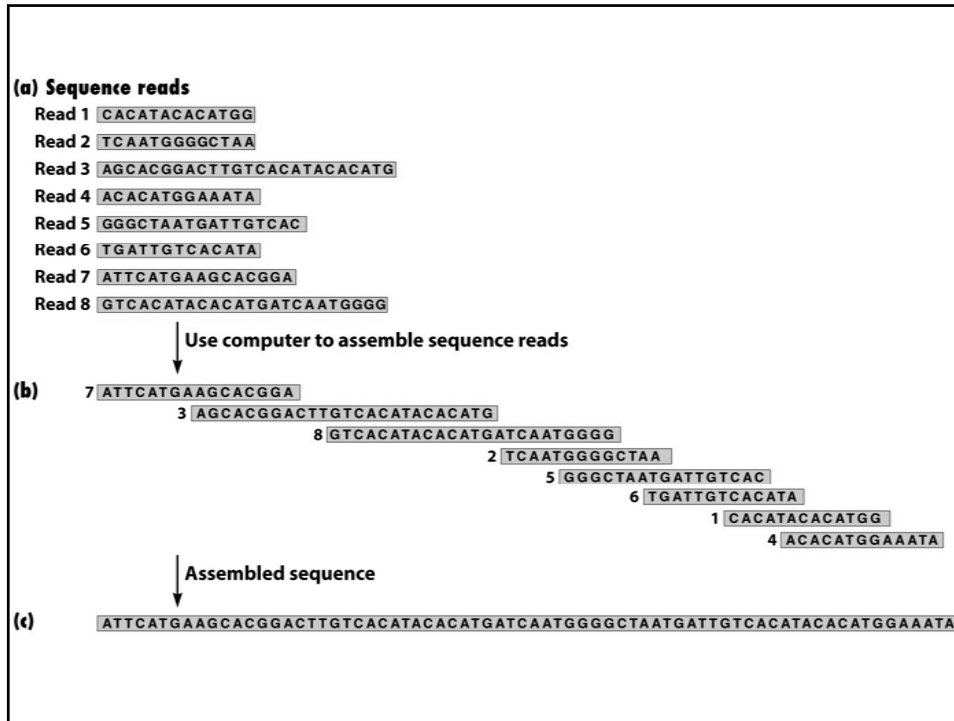 (a) Sequence reads
Read 1 CACATACACATGG
Read 2 TCAATGGGGCTAA
Read 3 AGCACGGACTTGTCACATACACATG
Read 4 ACACATGGAAATA
Read 5 GGGCTAATGATTGTCAC
Read 6 TGATTGTCACATA
Read 7 ATTCATGAAGCACGGA
Read 8 GTCACATACACATGATCAATGGGG
Use computer to assemble sequence reads
(b) 7 ATTCATGAAGCACGGA
3 AGCACGGACTTGTCACATACACATG
8 GTCACATACACATGATCAATGGGG
2 TCAATGGGGCTAA
5 GGGCTAATGATTGTCAC
6 TGATTGTCACATA
1 CACATACACATGG
4 ACACATGGAAATA
Assembled sequence
(c) ATTCATGAAGCACGGACTTGTCACATACACATGATCAATGGGGCTAATGATTGTCACATACACATGGAAATA